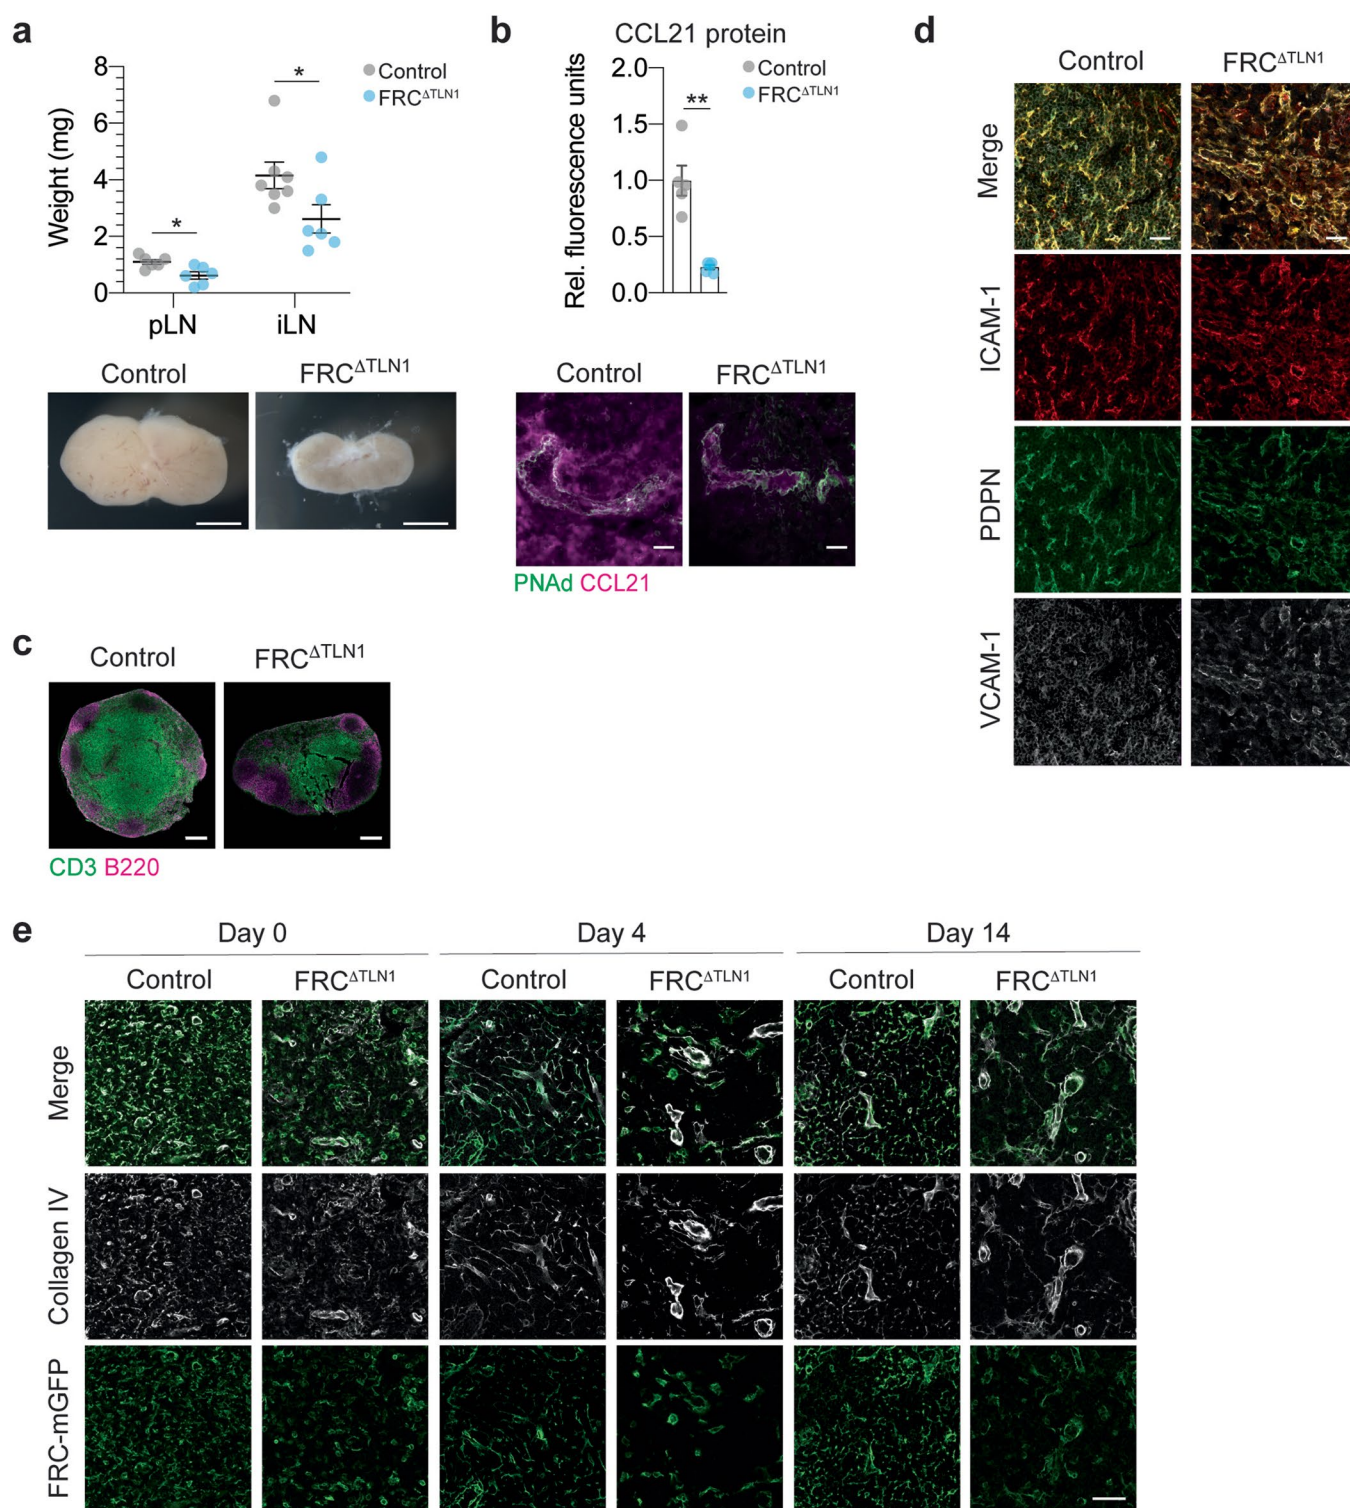 a
8
6
4
2
0
Weight (mg)
*
*
Control
FRCΔTLN1
pLN
iLN
Control
FRCΔTLN1
b
CCL21 protein
2.0
1.5
1.0
0.5
0.0
Rel. fluorescence units
**
Control
FRCΔTLN1
Control
FRCΔTLN1
PNAd CCL21
c
Control
FRCΔTLN1
CD3 B220
d
Control
FRCΔTLN1
Merge
ICAM-1
PDPN
VCAM-1
e
Day 0
Day 4
Day 14
Control
FRCΔTLN1
Control
FRCΔTLN1
Control
FRCΔTLN1
Merge
Collagen IV
FRC-mGFP